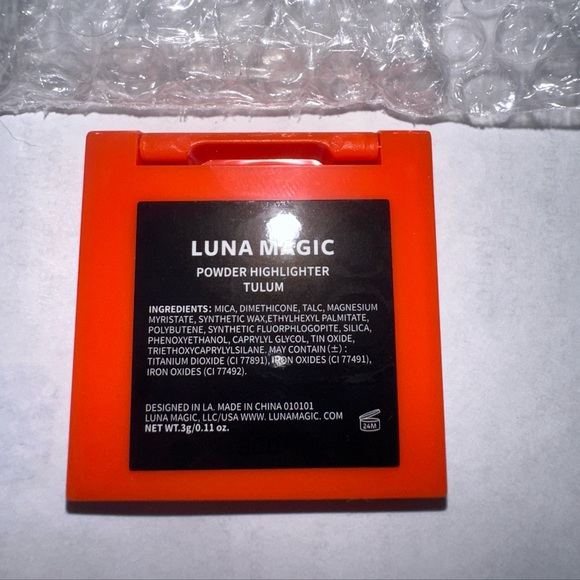 LUNA MAGIC
POWDER HIGHLIGHTER
TULUM
INGREDIENTS: MICA, DIMETHICONE, TALC, MAGNESIUM
MYRISTATE, SYNTHETIC WAX,ETHYLHEXYL PALMITATE,
POLYBUTENE, SYNTHETIC FLUORPHLOGOPITE, SILICA,
PHENOXYETHANOL, CAPRYLYL GLYCOL, TIN OXIDE,
TRIETHOXYCAPRYLYLSILANE. MAY CONTAIN (±) :
TITANIUM DIOXIDE (CI 77891), IRON OXIDES (CI 77491),
IRON OXIDES (CI 77492).
DESIGNED IN LA. MADE IN CHINA 010101
LUNA MAGIC, LLC/USA WWW. LUNAMAGIC. COM
NET WT.3g/0.11 oz.
24M